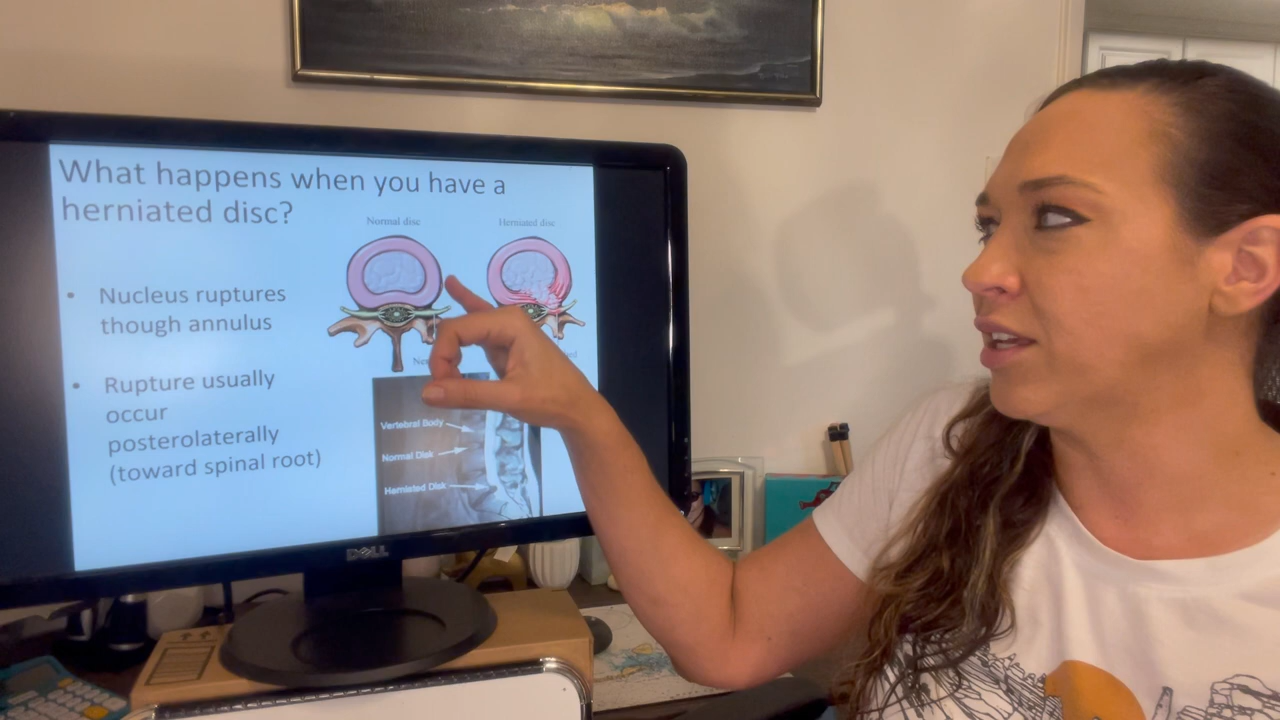 What happens when you have a
herniated disc?
Normal disc
Herniated disc
• Nucleus ruptures
though annulus
• Rupture usually
occur
posterolaterally
(toward spinal root)
Vertebral Body
Normal Disk
Herniated Disk
DELL